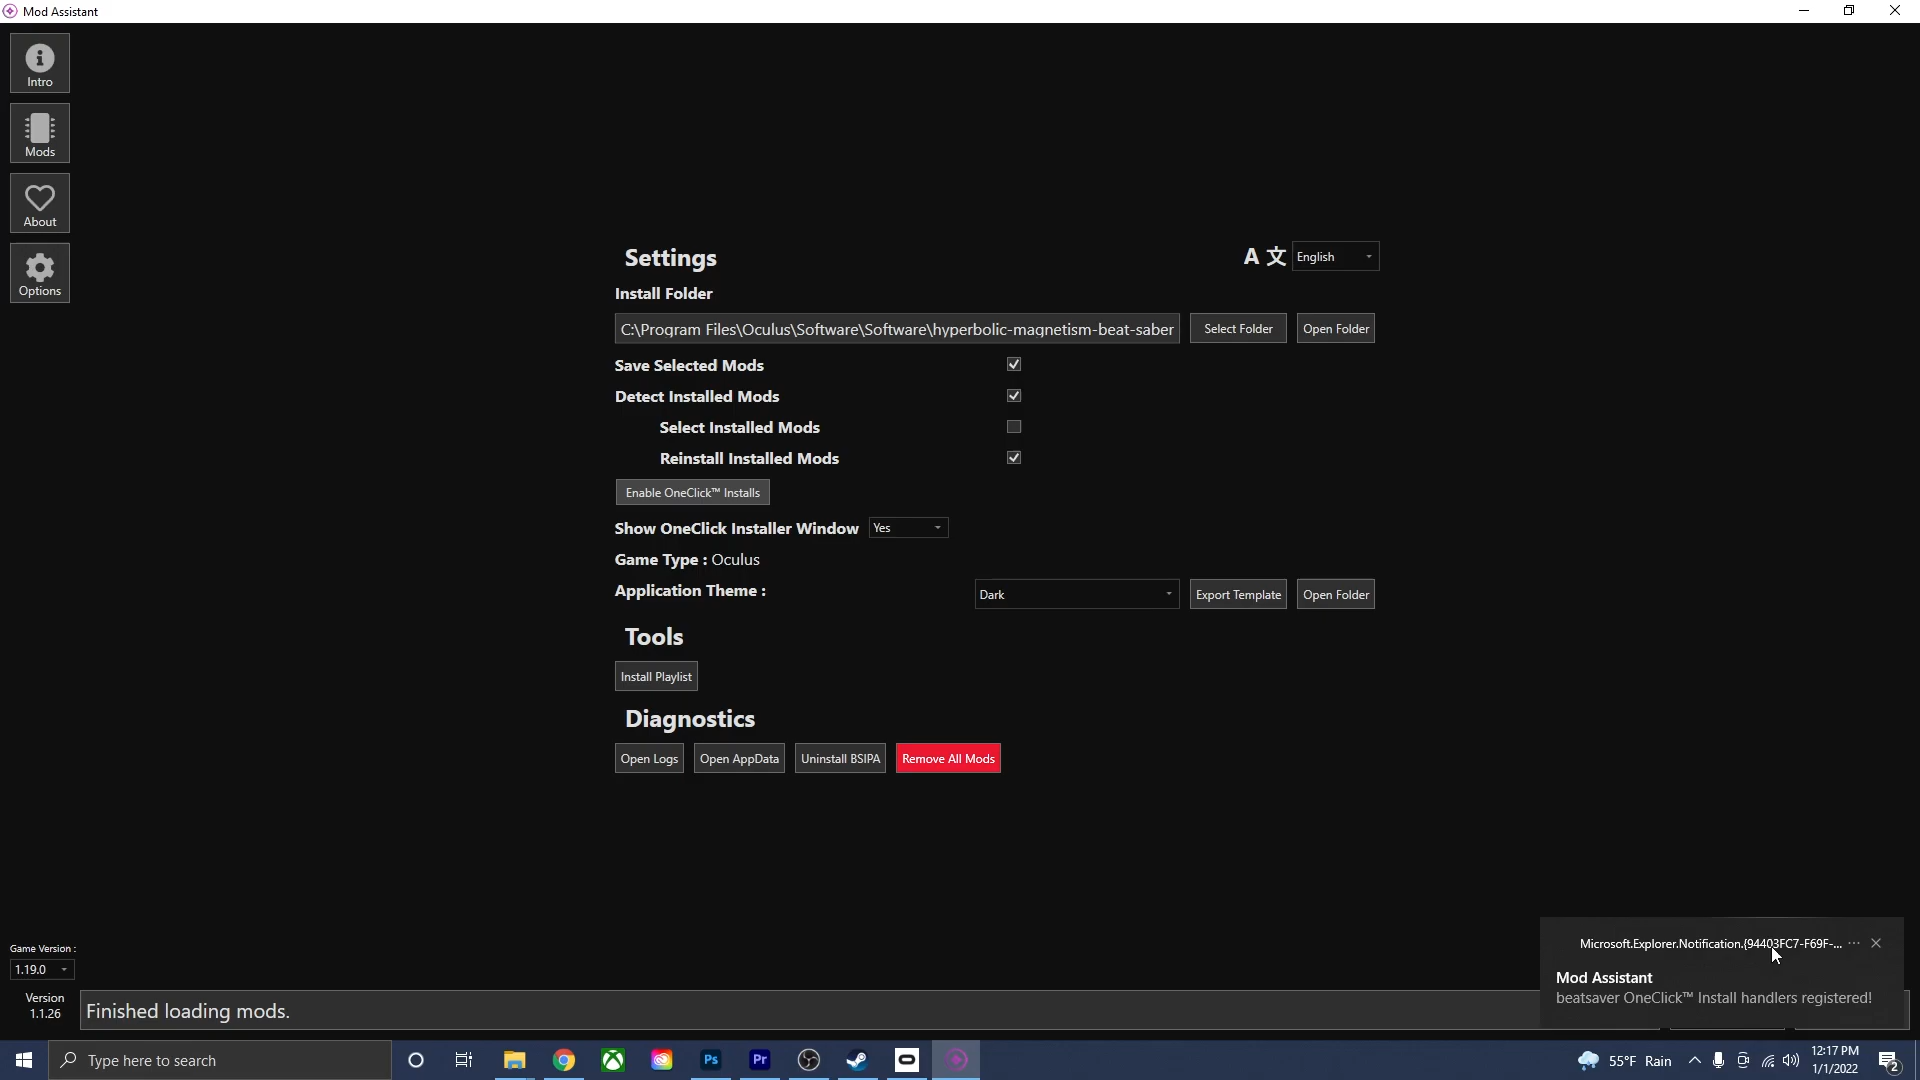 Mod Assistant
Intro
Mods
About
Options
Settings
A 文 English
Install Folder
C:\Program Files\Oculus\Software\Software\hyperbolic-magnetism-beat-saber
Select Folder
Open Folder
Save Selected Mods
Detect Installed Mods
Select Installed Mods
Reinstall Installed Mods
Enable OneClick™ Installs
Show OneClick Installer Window Yes
Game Type : Oculus
Application Theme :
Dark
Export Template
Open Folder
Tools
Install Playlist
Diagnostics
Open Logs
Open AppData
Uninstall BSIPA
Remove All Mods
Game Version :
1.19.0
Version
1.1.26
Finished loading mods.
Microsoft.Explorer.Notification.{94403FC7-F69F-...
Mod Assistant
beatsaver OneClick™ Install handlers registered!
Type here to search
Ps
Pr
55°F Rain
12:17 PM
1/1/2022
2